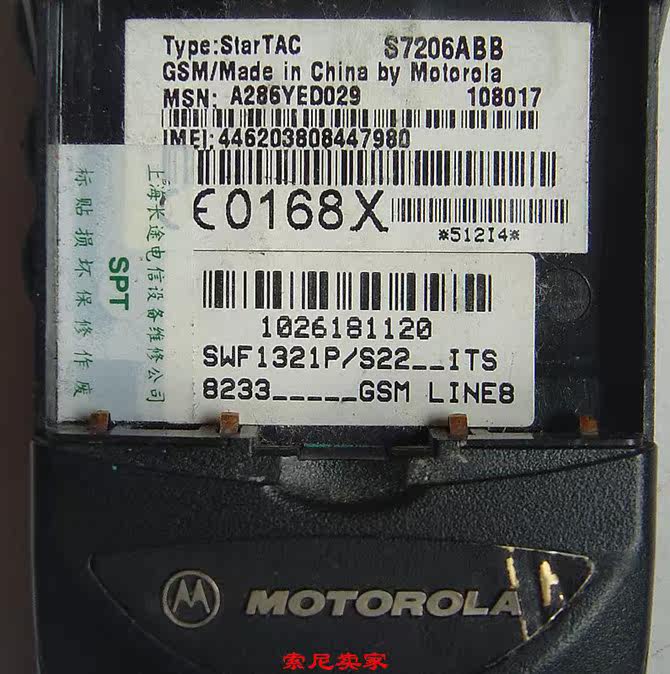 Type:StarTAC S7206ABB
GSM/Made in China by Motorola
MSN: A286YED029 108017
IMEI:446203808447980
CE0168X
*512I4*
上海长途电信设备维修公司
SPT
标贴损坏保修作废
1026181120
SWF1321P/S22__ITS
8233_____GSM LINE8
MOTOROLA
索尼卖家